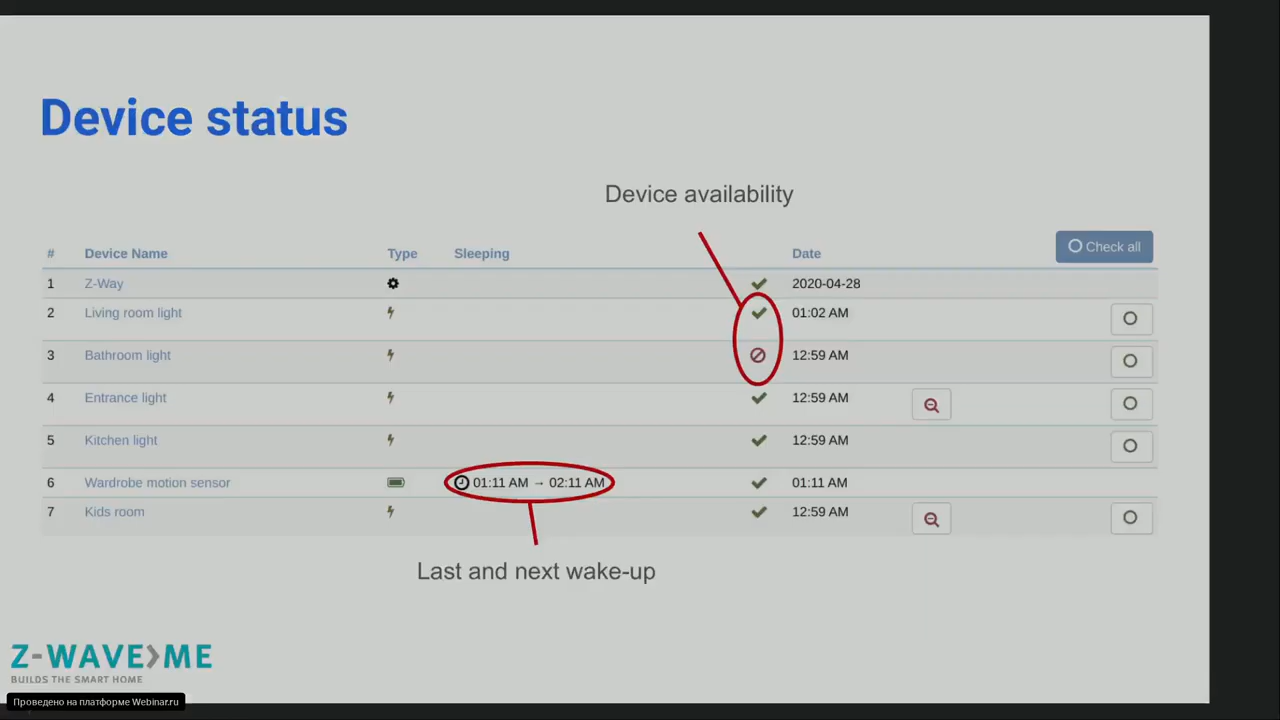 Device status
Device availability
# Device Name Type Sleeping Date Check all
1 Z-Way 2020-04-28
2 Living room light 01:02 AM
3 Bathroom light 12:59 AM
4 Entrance light 12:59 AM
5 Kitchen light 12:59 AM
6 Wardrobe motion sensor 01:11 AM → 02:11 AM 01:11 AM
7 Kids room 12:59 AM
Last and next wake-up
Z-WAVE>ME
BUILDS THE SMART HOME
Проведено на платформе Webinar.ru